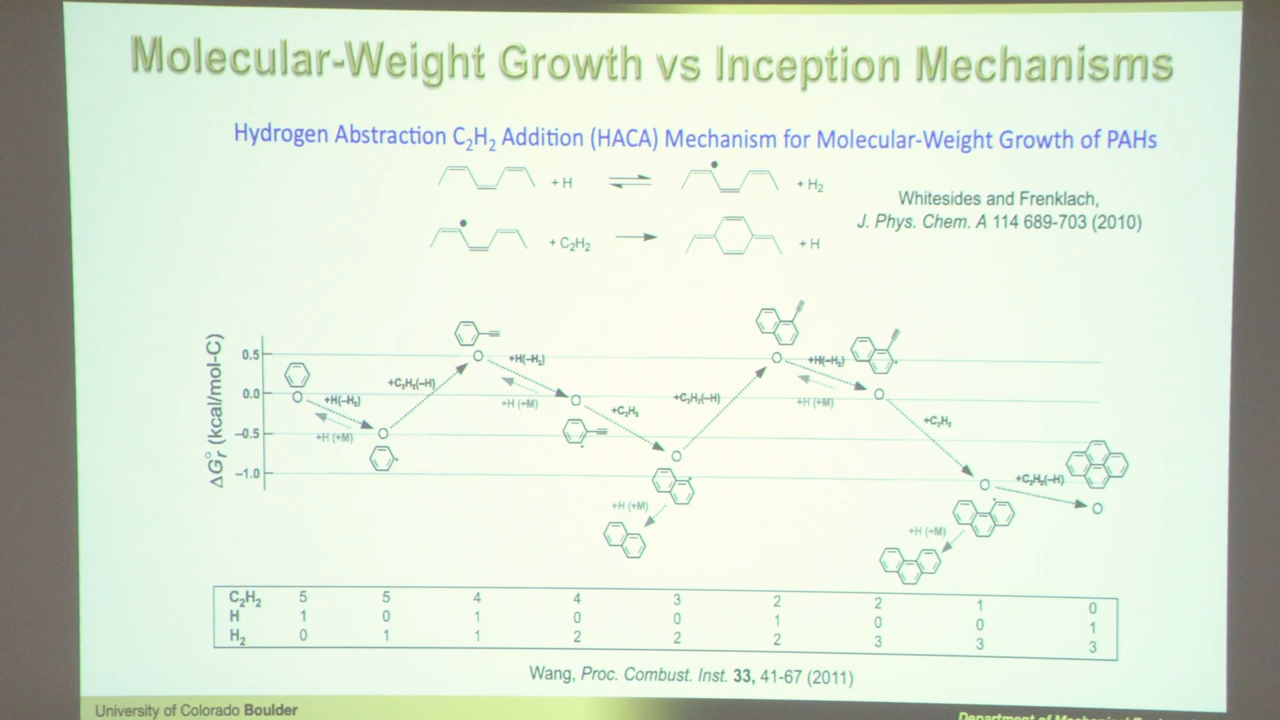 Molecular-Weight Growth vs Inception Mechanisms
Hydrogen Abstraction C₂H₂ Addition (HACA) Mechanism for Molecular-Weight Growth of PAHs
+ H
+ H₂
Whitesides and Frenklach,
J. Phys. Chem. A 114 689-703 (2010)
+ C₂H₂
+ H
ΔG°r (kcal/mol-C)
0.5
0.0
−0.5
−1.0
+H(−H₂)
+H (+M)
+C₂H₂(−H)
+H(−H₂)
+H (+M)
+C₂H₂
+H (+M)
+C₂H₂(−H)
+H(−H₂)
+H (+M)
+C₂H₂
+H (+M)
+C₂H₂(−H)
C₂H₂ 5 5 4 4 3 2 2 1 0
H 1 0 1 0 0 1 0 0 1
H₂ 0 1 1 2 2 2 3 3 3
Wang, Proc. Combust. Inst. 33, 41-67 (2011)
University of Colorado Boulder
Department of